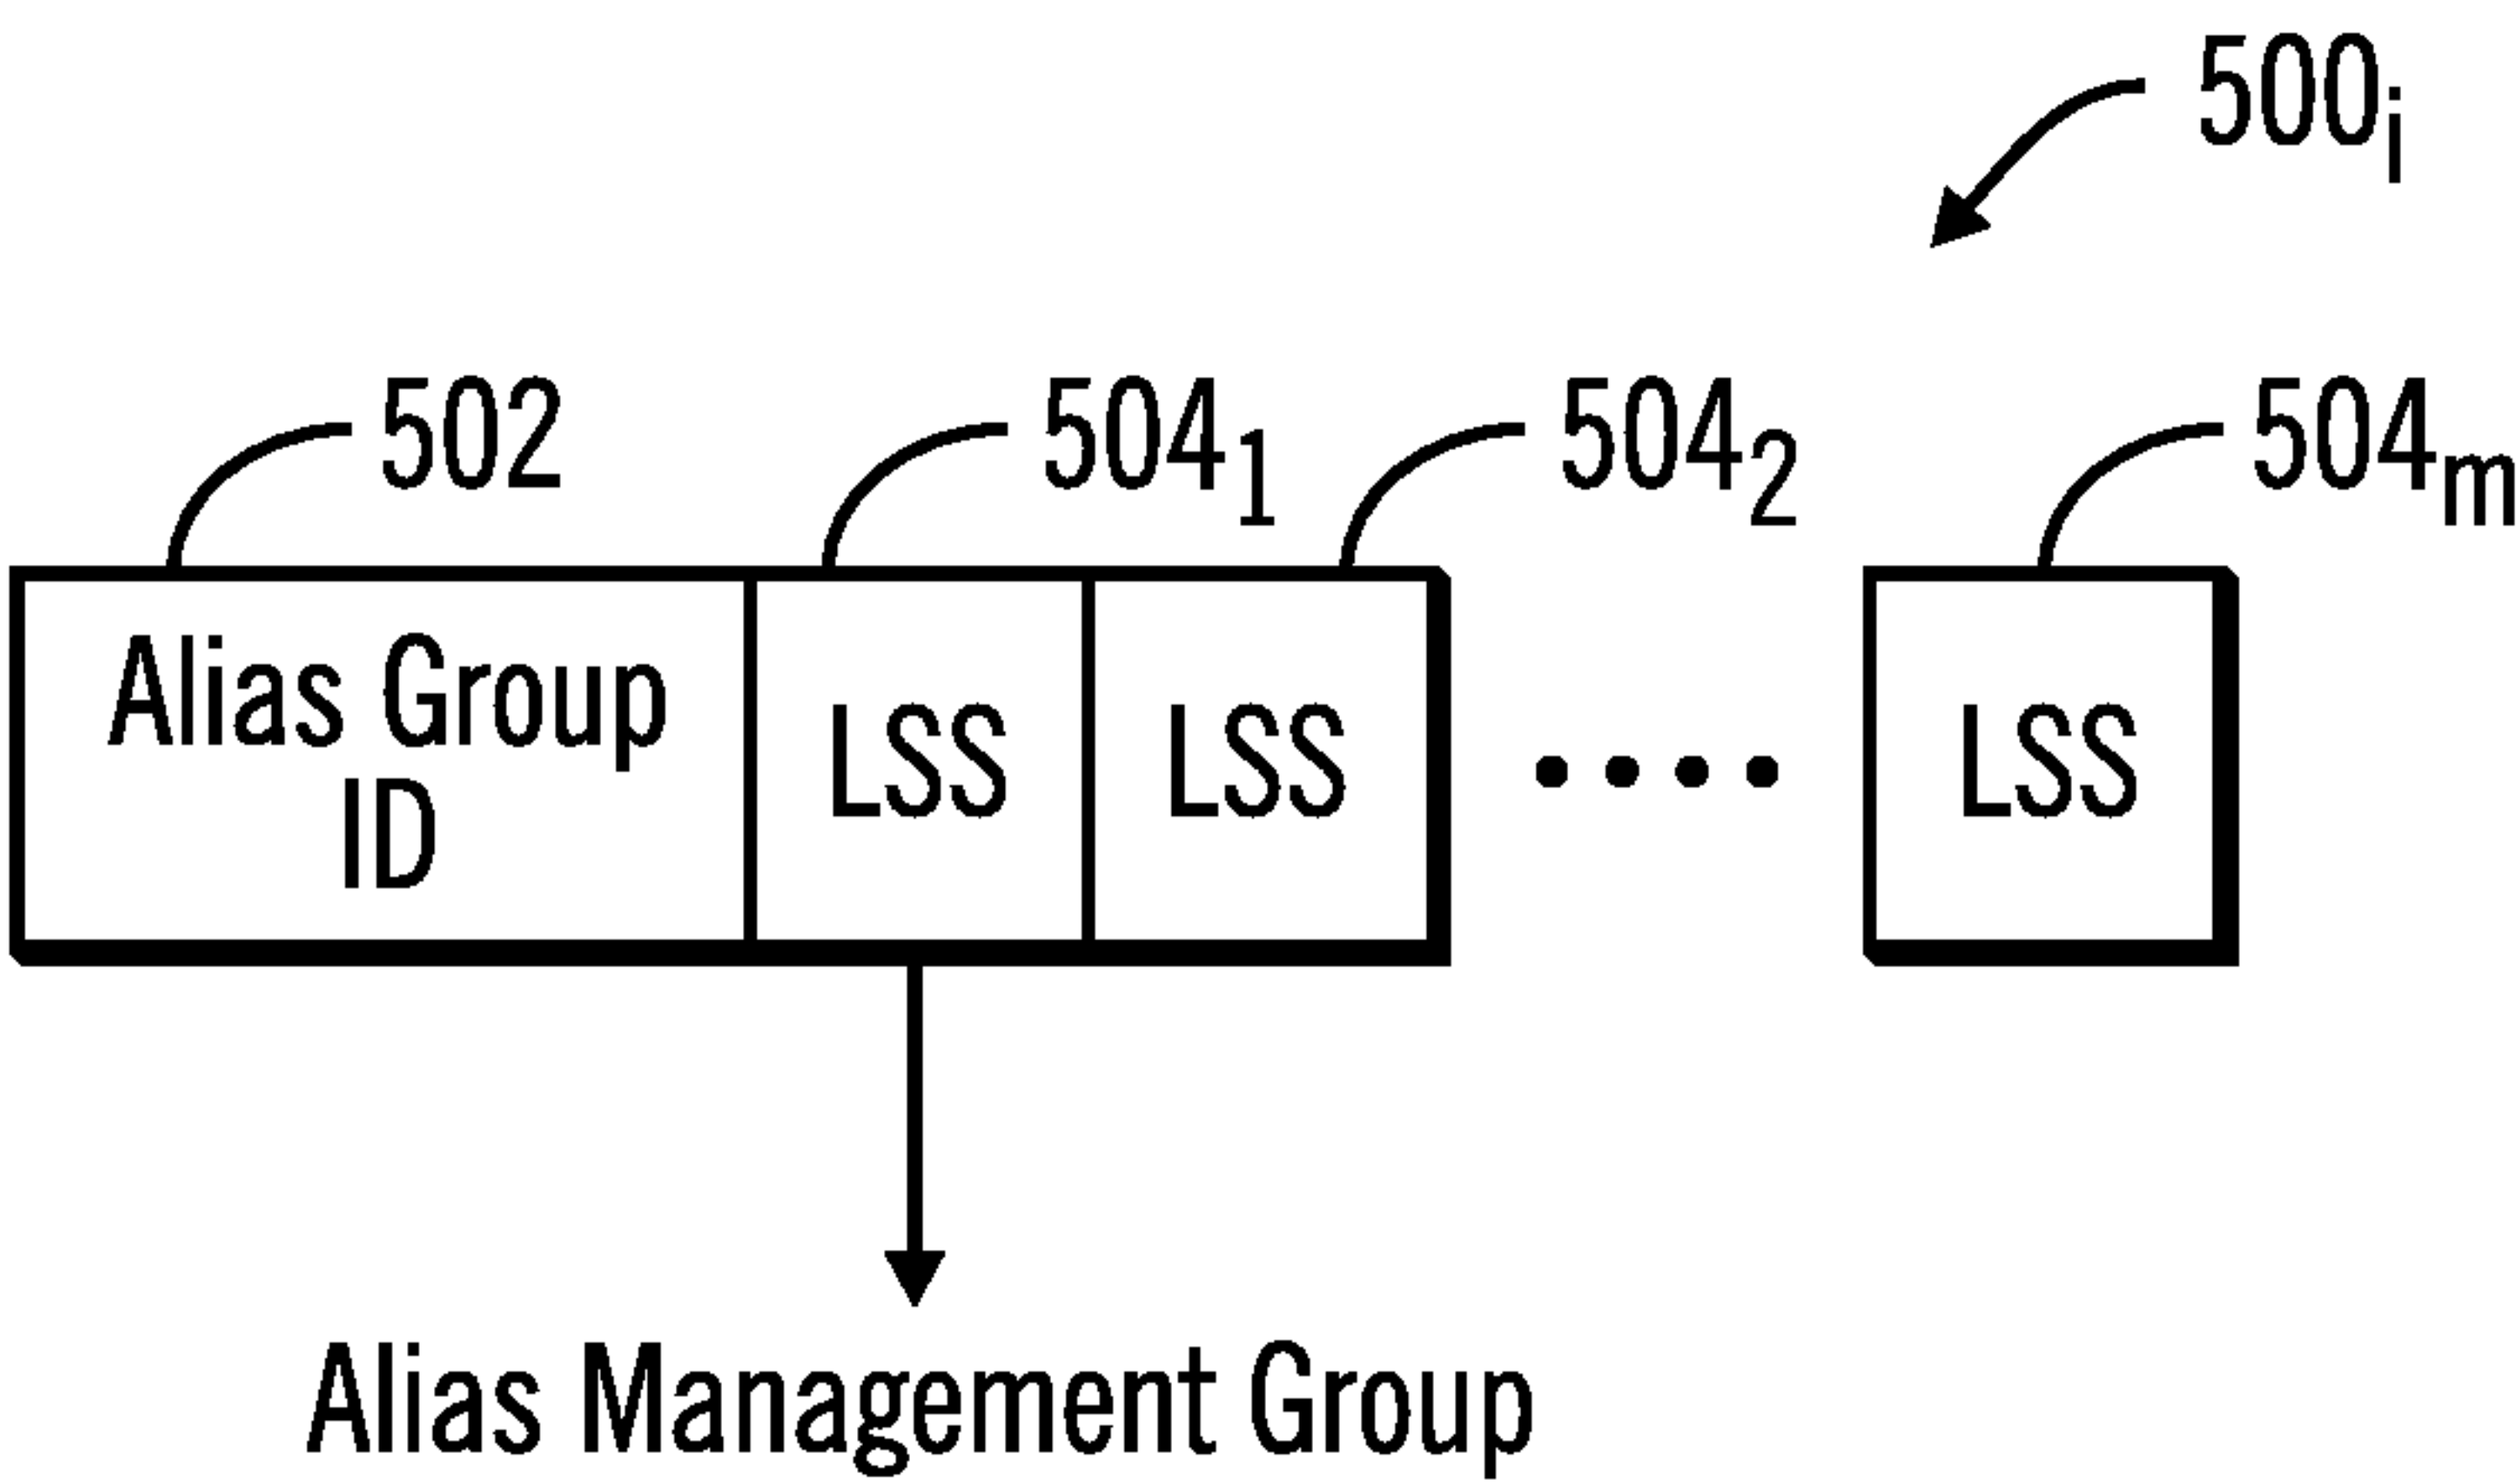 500i
502 5041 5042 504m
Alias Group
ID
LSS LSS LSS
Alias Management Group